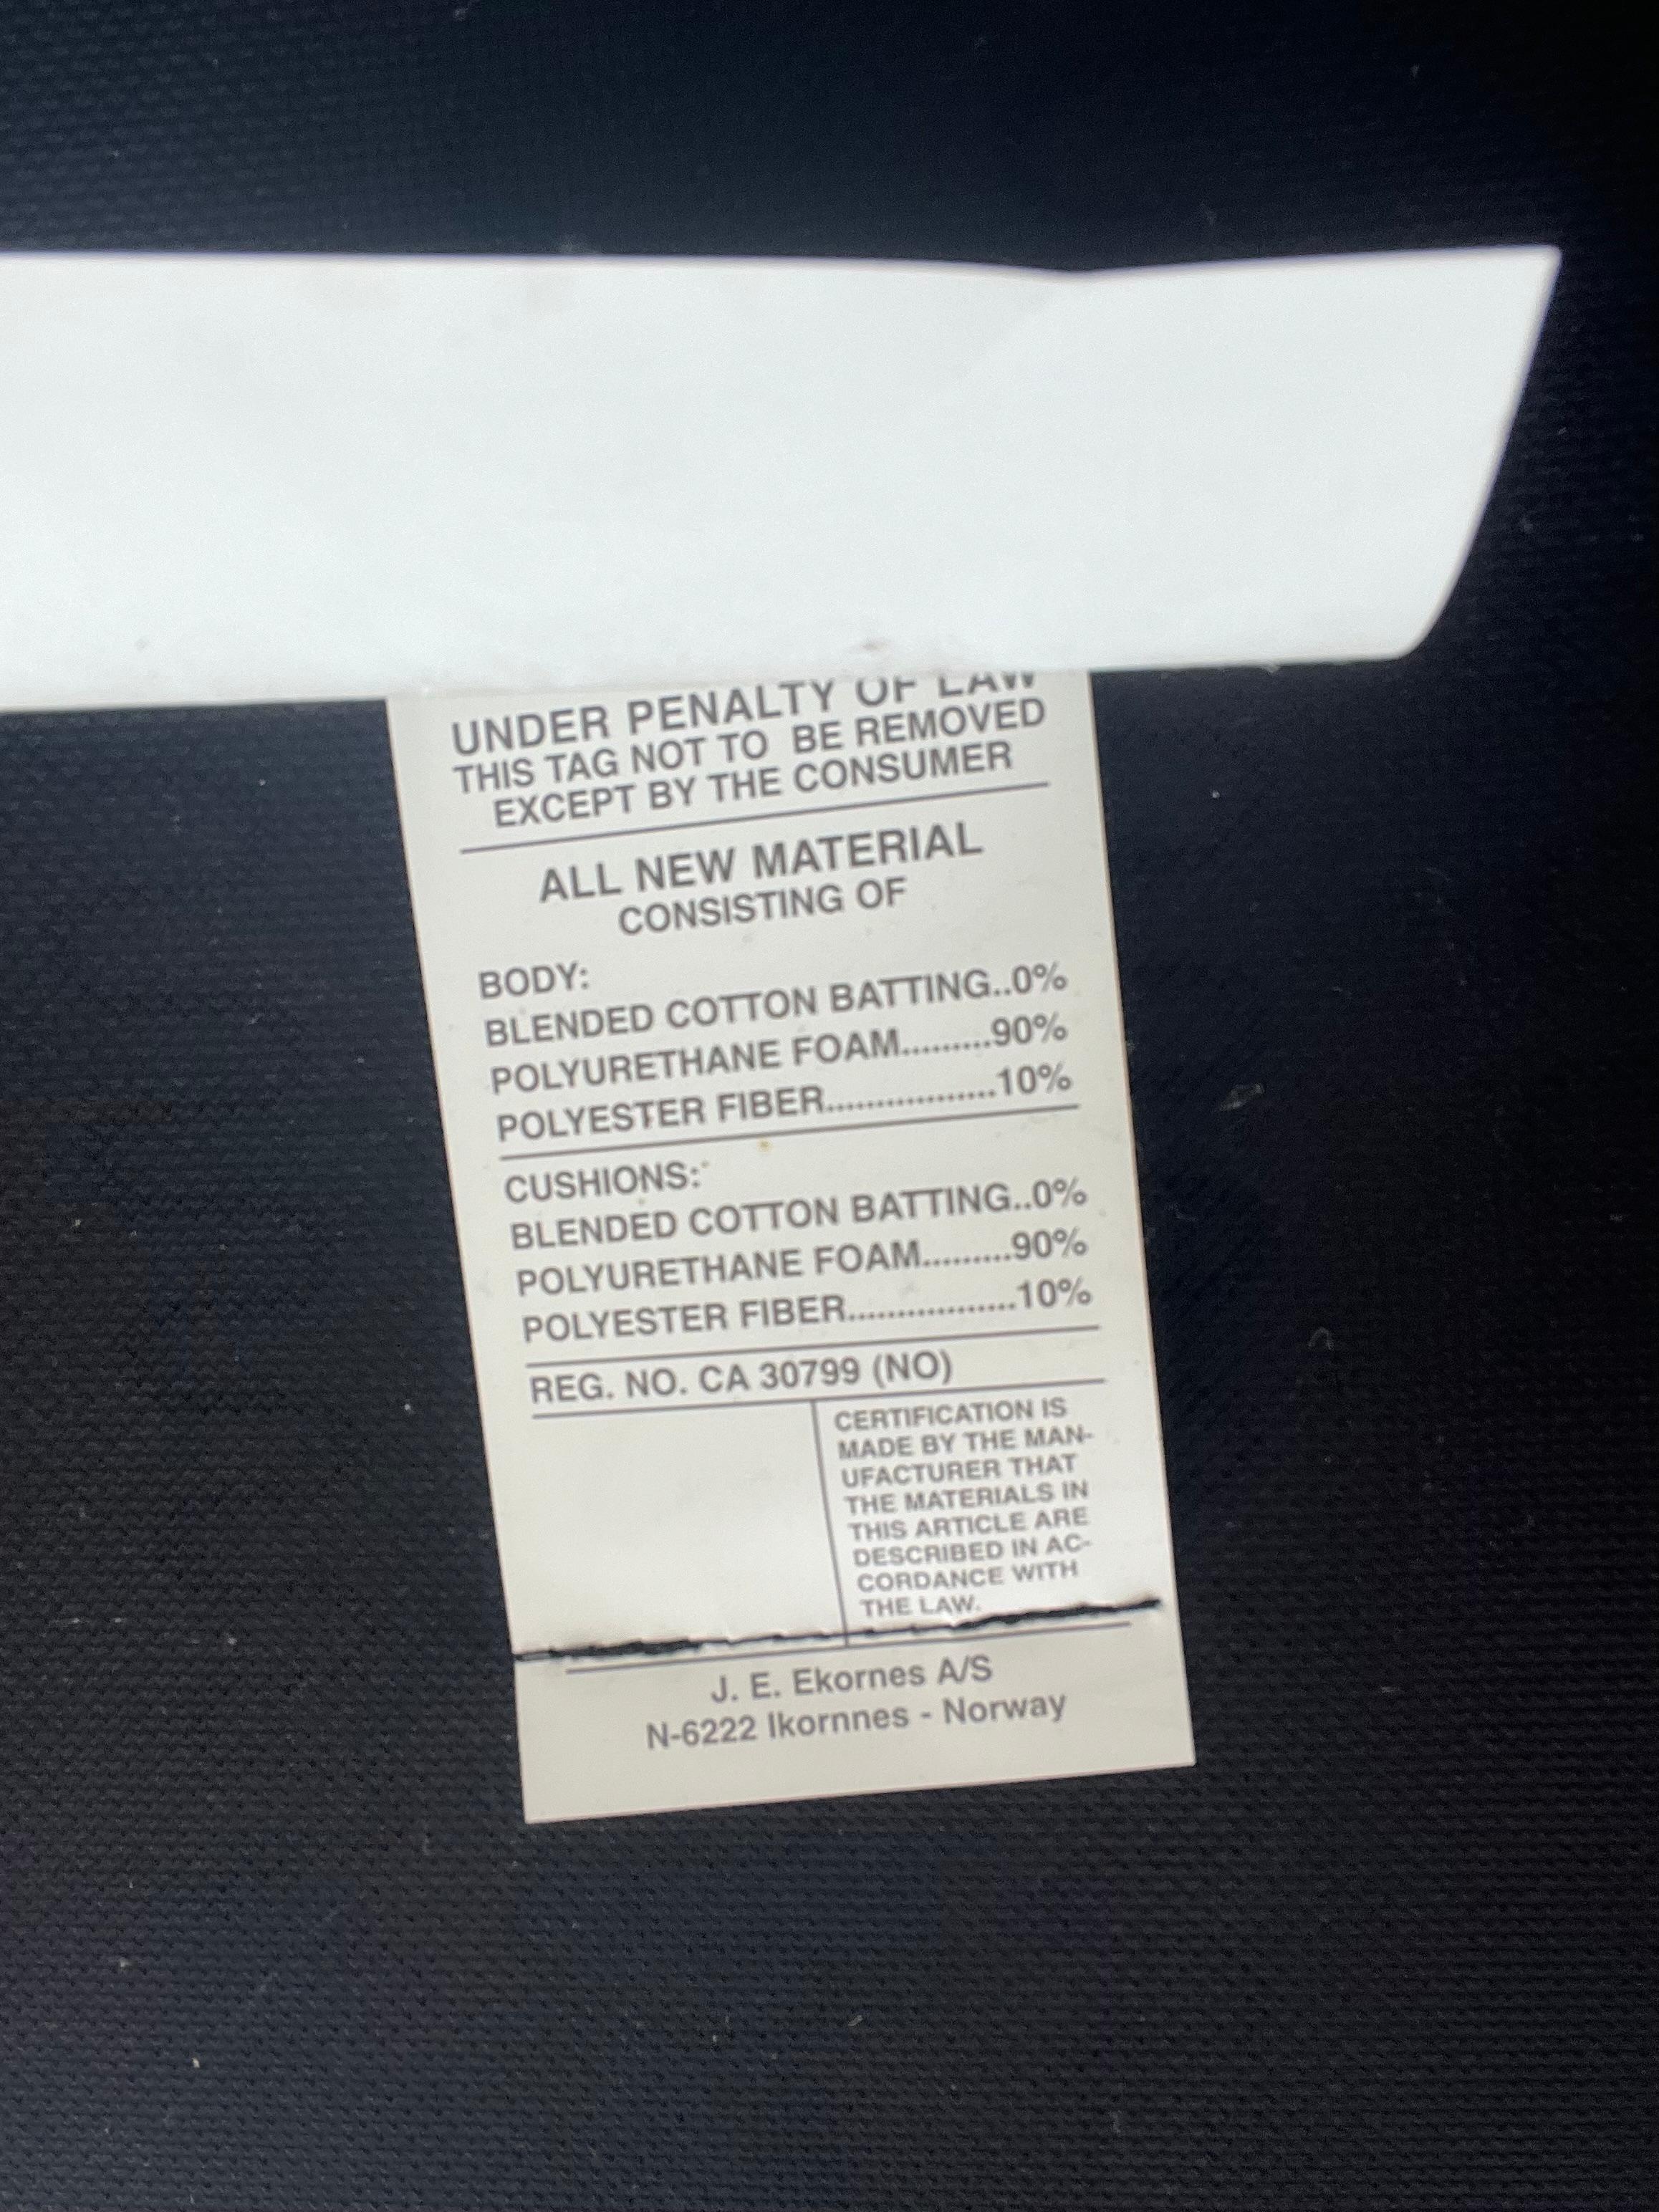 UNDER PENALTY OF LAW
THIS TAG NOT TO BE REMOVED
EXCEPT BY THE CONSUMER
ALL NEW MATERIAL
CONSISTING OF
BODY:
BLENDED COTTON BATTING..0%
POLYURETHANE FOAM.........90%
POLYESTER FIBER.................10%
CUSHIONS:
BLENDED COTTON BATTING..0%
POLYURETHANE FOAM.........90%
POLYESTER FIBER.................10%
REG. NO. CA 30799 (NO)
CERTIFICATION IS
MADE BY THE MAN-
UFACTURER THAT
THE MATERIALS IN
THIS ARTICLE ARE
DESCRIBED IN AC-
CORDANCE WITH
THE LAW.
J. E. Ekornes A/S
N-6222 Ikornnes - Norway